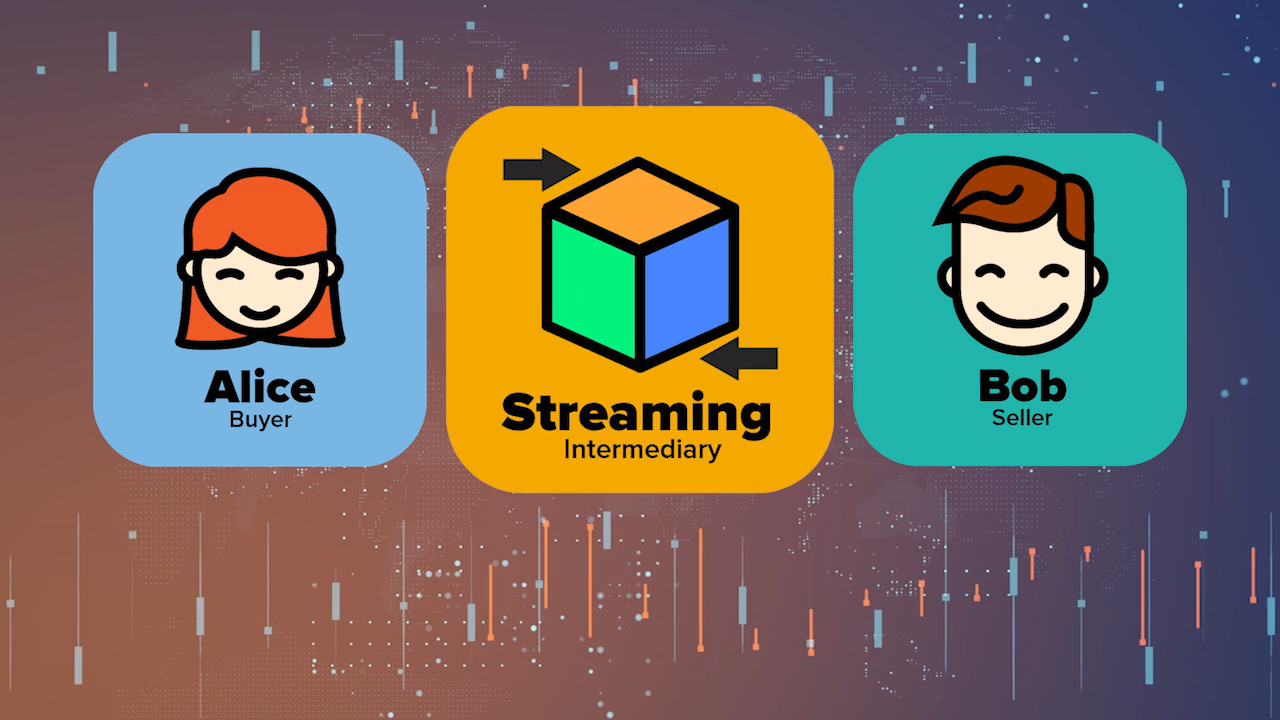 Alice
Buyer
Streaming
Intermediary
Bob
Seller